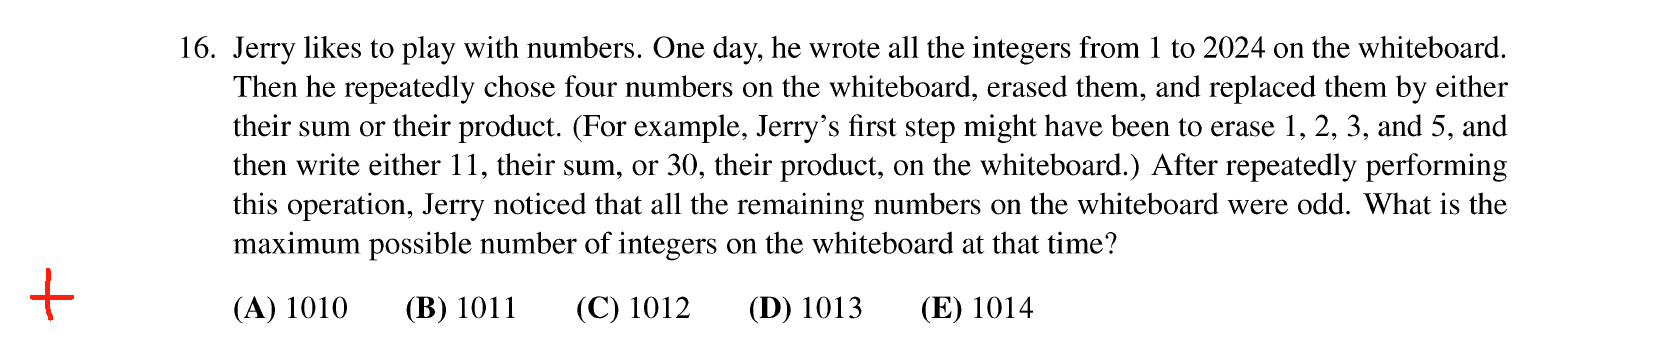 16. Jerry likes to play with numbers. One day, he wrote all the integers from 1 to 2024 on the whiteboard.
Then he repeatedly chose four numbers on the whiteboard, erased them, and replaced them by either
their sum or their product. (For example, Jerry's first step might have been to erase 1, 2, 3, and 5, and
then write either 11, their sum, or 30, their product, on the whiteboard.) After repeatedly performing
this operation, Jerry noticed that all the remaining numbers on the whiteboard were odd. What is the
maximum possible number of integers on the whiteboard at that time?
(A) 1010 (B) 1011 (C) 1012 (D) 1013 (E) 1014